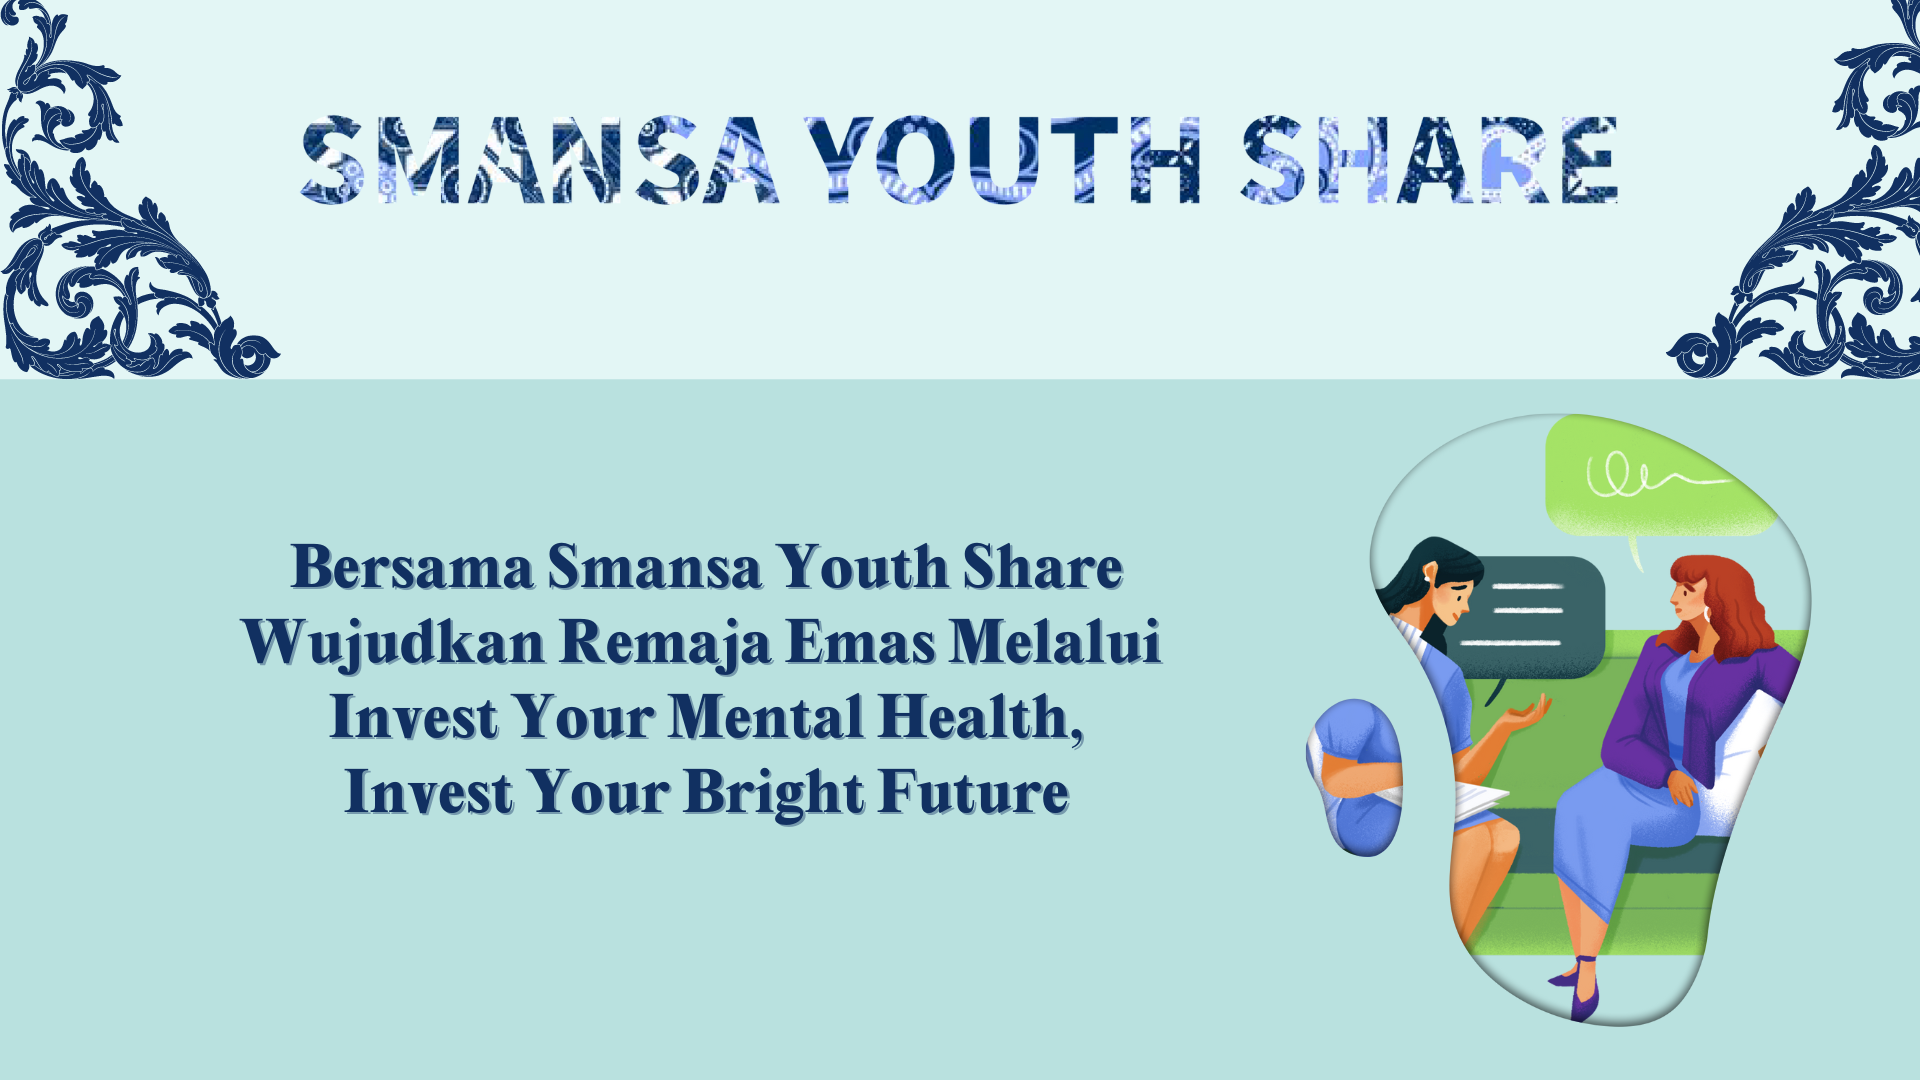 SMANSA YOUTH SHARE
Bersama Smansa Youth Share
Wujudkan Remaja Emas Melalui
Invest Your Mental Health,
Invest Your Bright Future